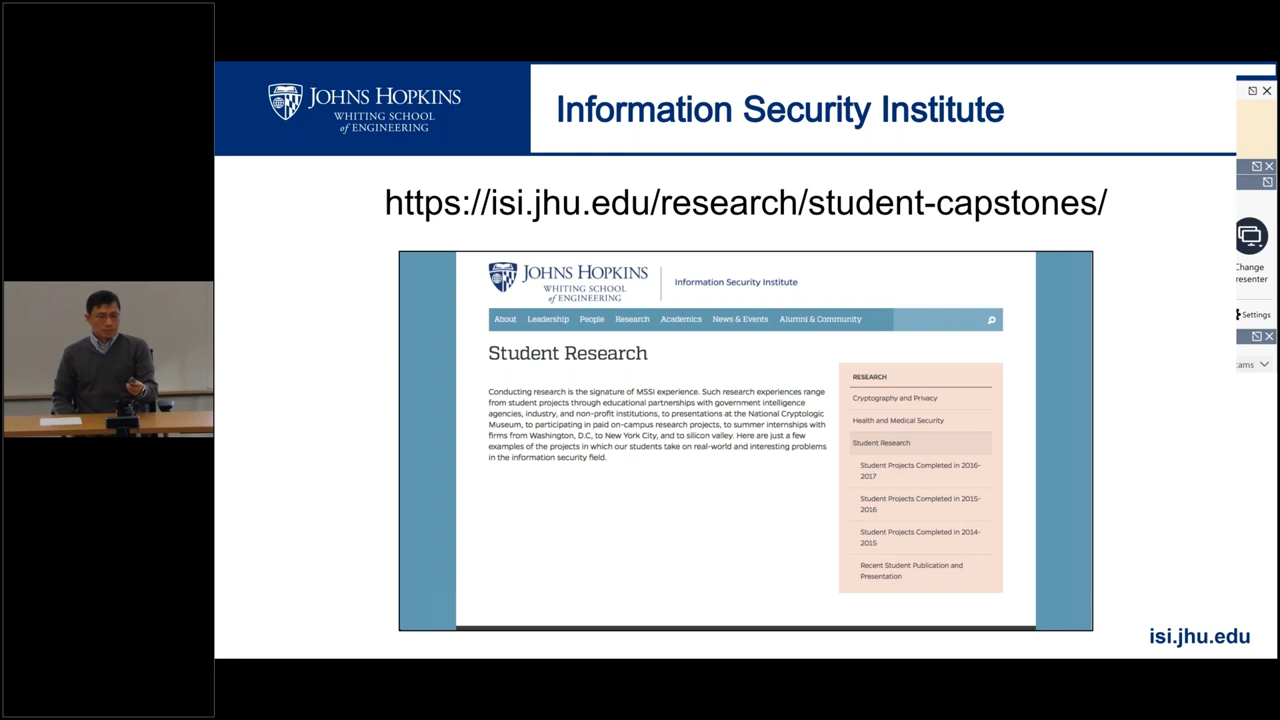 JOHNS HOPKINS
WHITING SCHOOL
of ENGINEERING
Information Security Institute
https://isi.jhu.edu/research/student-capstones/
JOHNS HOPKINS
WHITING SCHOOL
of ENGINEERING
Information Security Institute
About Leadership People Research Academics News & Events Alumni & Community
Student Research
Conducting research is the signature of MSSI experience. Such research experiences range
from student projects through educational partnerships with government intelligence
agencies, industry, and non-profit institutions, to presentations at the National Cryptologic
Museum, to participating in paid on-campus research projects, to summer internships with
firms from Washington, D.C, to New York City, and to silicon valley. Here are just a few
examples of the projects in which our students take on real-world and interesting problems
in the information security field.
RESEARCH
Cryptography and Privacy
Health and Medical Security
Student Research
Student Projects Completed in 2016-
2017
Student Projects Completed in 2015-
2016
Student Projects Completed in 2014-
2015
Recent Student Publication and
Presentation
isi.jhu.edu
Change
resenter
Settings
ams